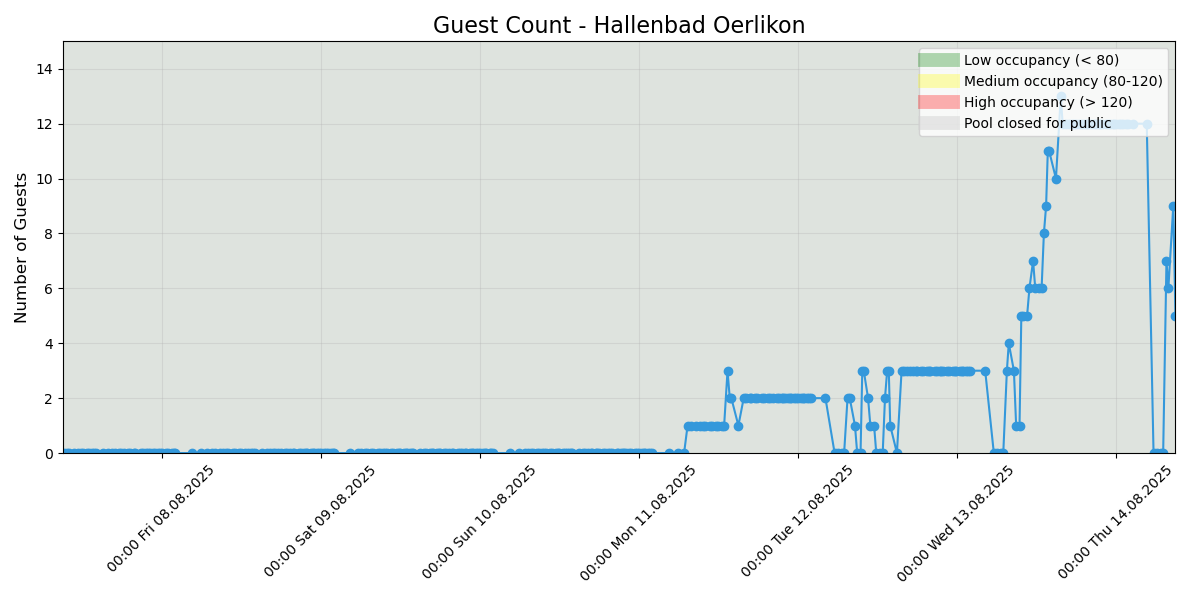 Guest Count - Hallenbad Oerlikon
Number of Guests
14
12
10
8
6
4
2
0
Low occupancy (< 80)
Medium occupancy (80-120)
High occupancy (> 120)
Pool closed for public
00:00 Fri 08.08.2025
00:00 Sat 09.08.2025
00:00 Sun 10.08.2025
00:00 Mon 11.08.2025
00:00 Tue 12.08.2025
00:00 Wed 13.08.2025
00:00 Thu 14.08.2025